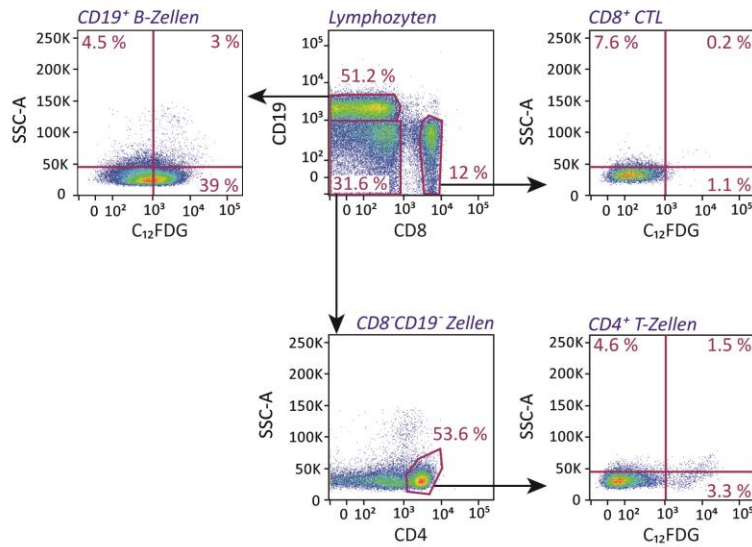 CD19⁺ B-Zellen
4.5 %
3 %
39 %
250K
200K
150K
100K
50K
0
SSC-A
0 10² 10³ 10⁴ 10⁵
C₁₂FDG
Lymphozyten
51.2 %
31.6 %
12 %
10⁵
10⁴
10³
10²
0
CD19
0 10² 10³ 10⁴ 10⁵
CD8
CD8⁺ CTL
7.6 %
0.2 %
1.1 %
250K
200K
150K
100K
50K
0
SSC-A
0 10² 10³ 10⁴ 10⁵
C₁₂FDG
CD8⁻CD19⁻ Zellen
53.6 %
250K
200K
150K
100K
50K
0
SSC-A
0 10² 10³ 10⁴ 10⁵
CD4
CD4⁺ T-Zellen
4.6 %
1.5 %
3.3 %
250K
200K
150K
100K
50K
0
SSC-A
0 10² 10³ 10⁴ 10⁵
C₁₂FDG